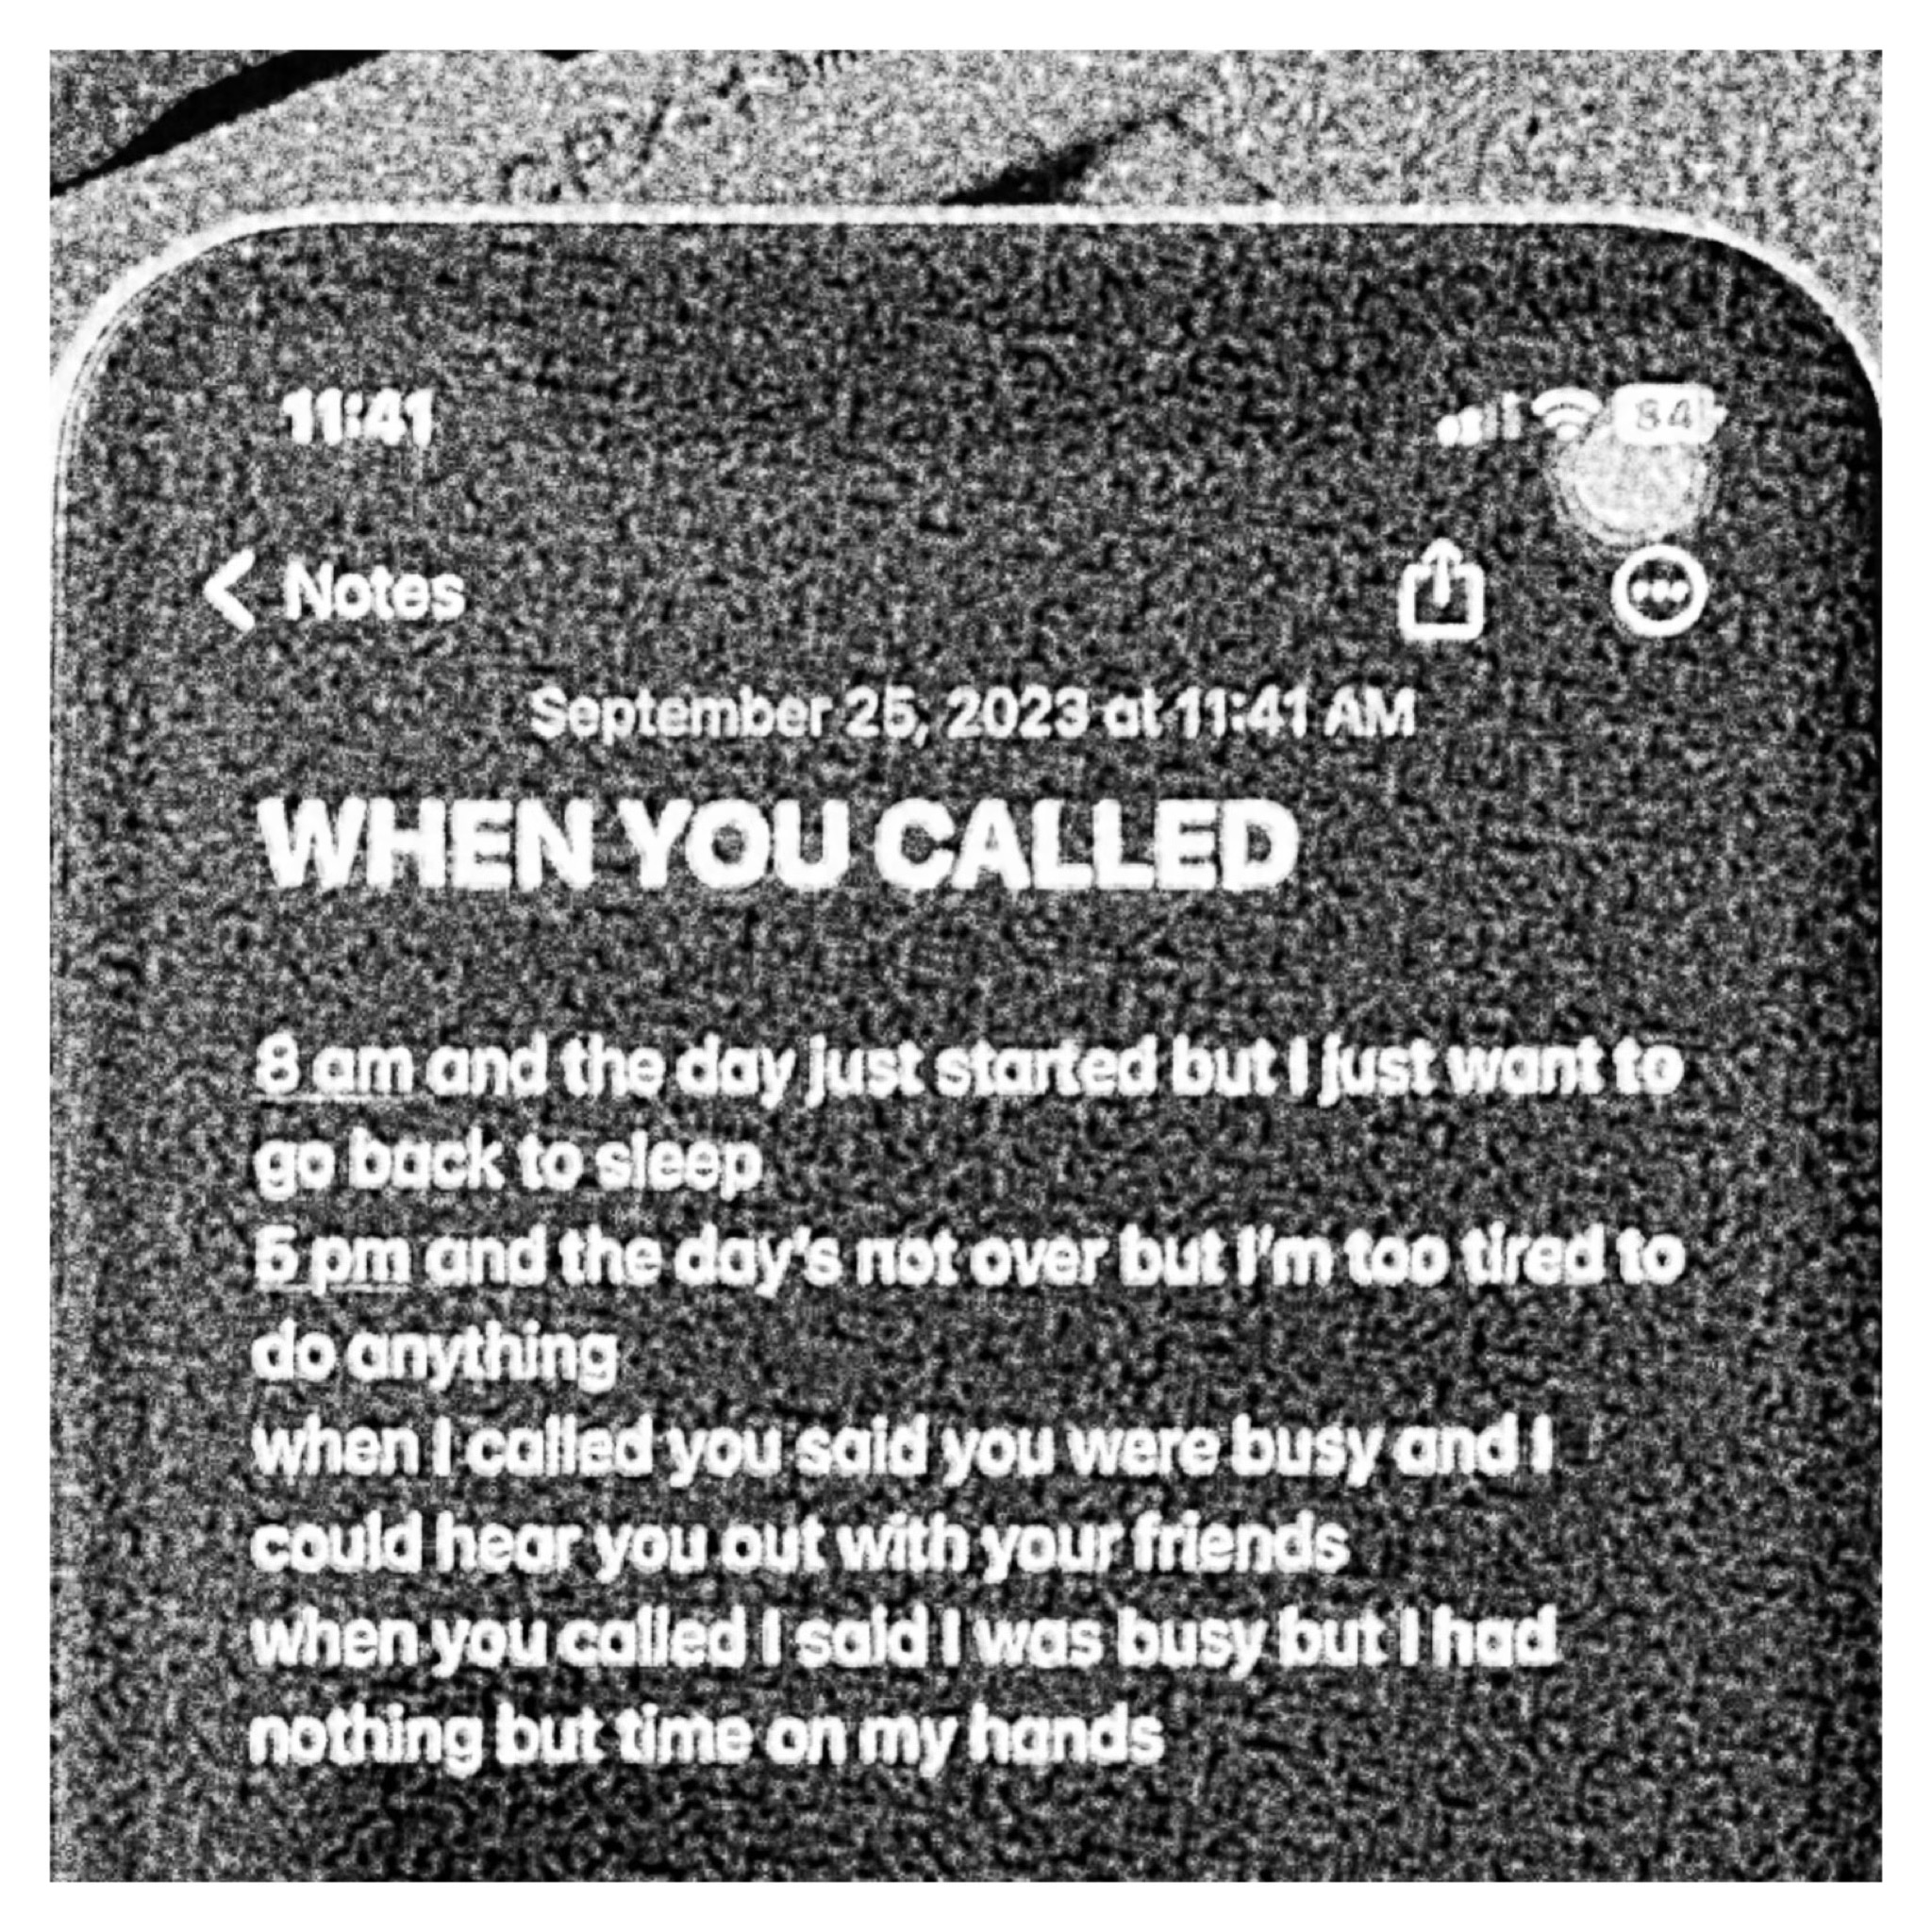 11:41
84
Notes
September 25, 2023 at 11:41 AM
WHEN YOU CALLED
8 am and the day just started but I just want to
go back to sleep
5 pm and the day's not over but I'm too tired to
do anything
when I called you said you were busy and I
could hear you out with your friends
when you called I said I was busy but I had
nothing but time on my hands